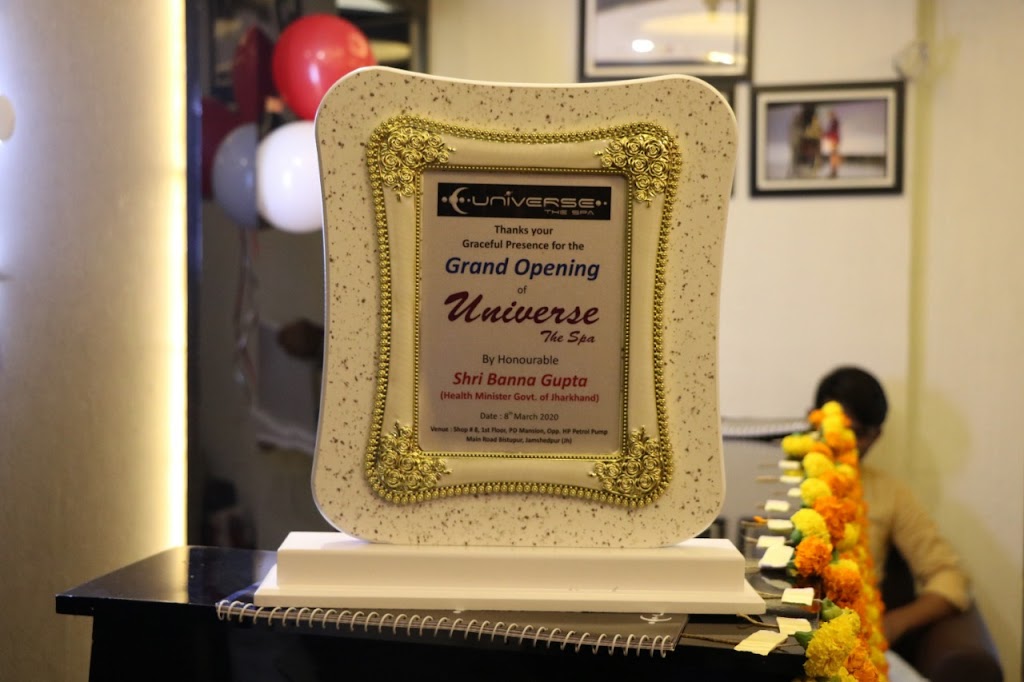 UNIVERSE
THE SPA
Thanks your
Graceful Presence for the
Grand Opening
of
Universe
The Spa
By Honourable
Shri Banna Gupta
(Health Minister Govt. of Jharkhand)
Date : 8th March 2020
Venue : Shop # 8, 1st Floor, PD Mansion, Opp. HP Petrol Pump
Main Road Bistupur, Jamshedpur (Jh)